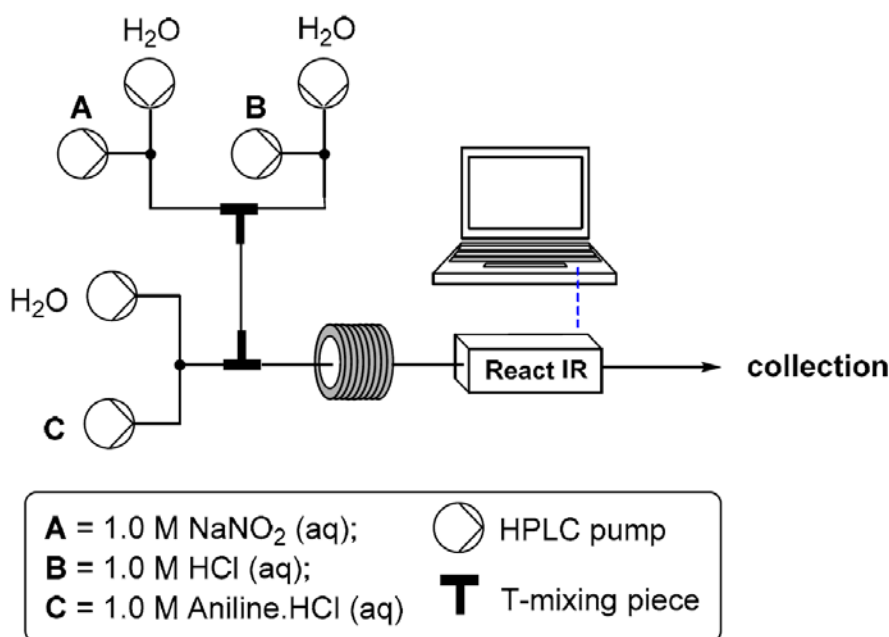 H₂O
H₂O
A
B
H₂O
C
React IR
collection
A = 1.0 M NaNO₂ (aq);
B = 1.0 M HCl (aq);
C = 1.0 M Aniline.HCl (aq)
HPLC pump
T-mixing piece